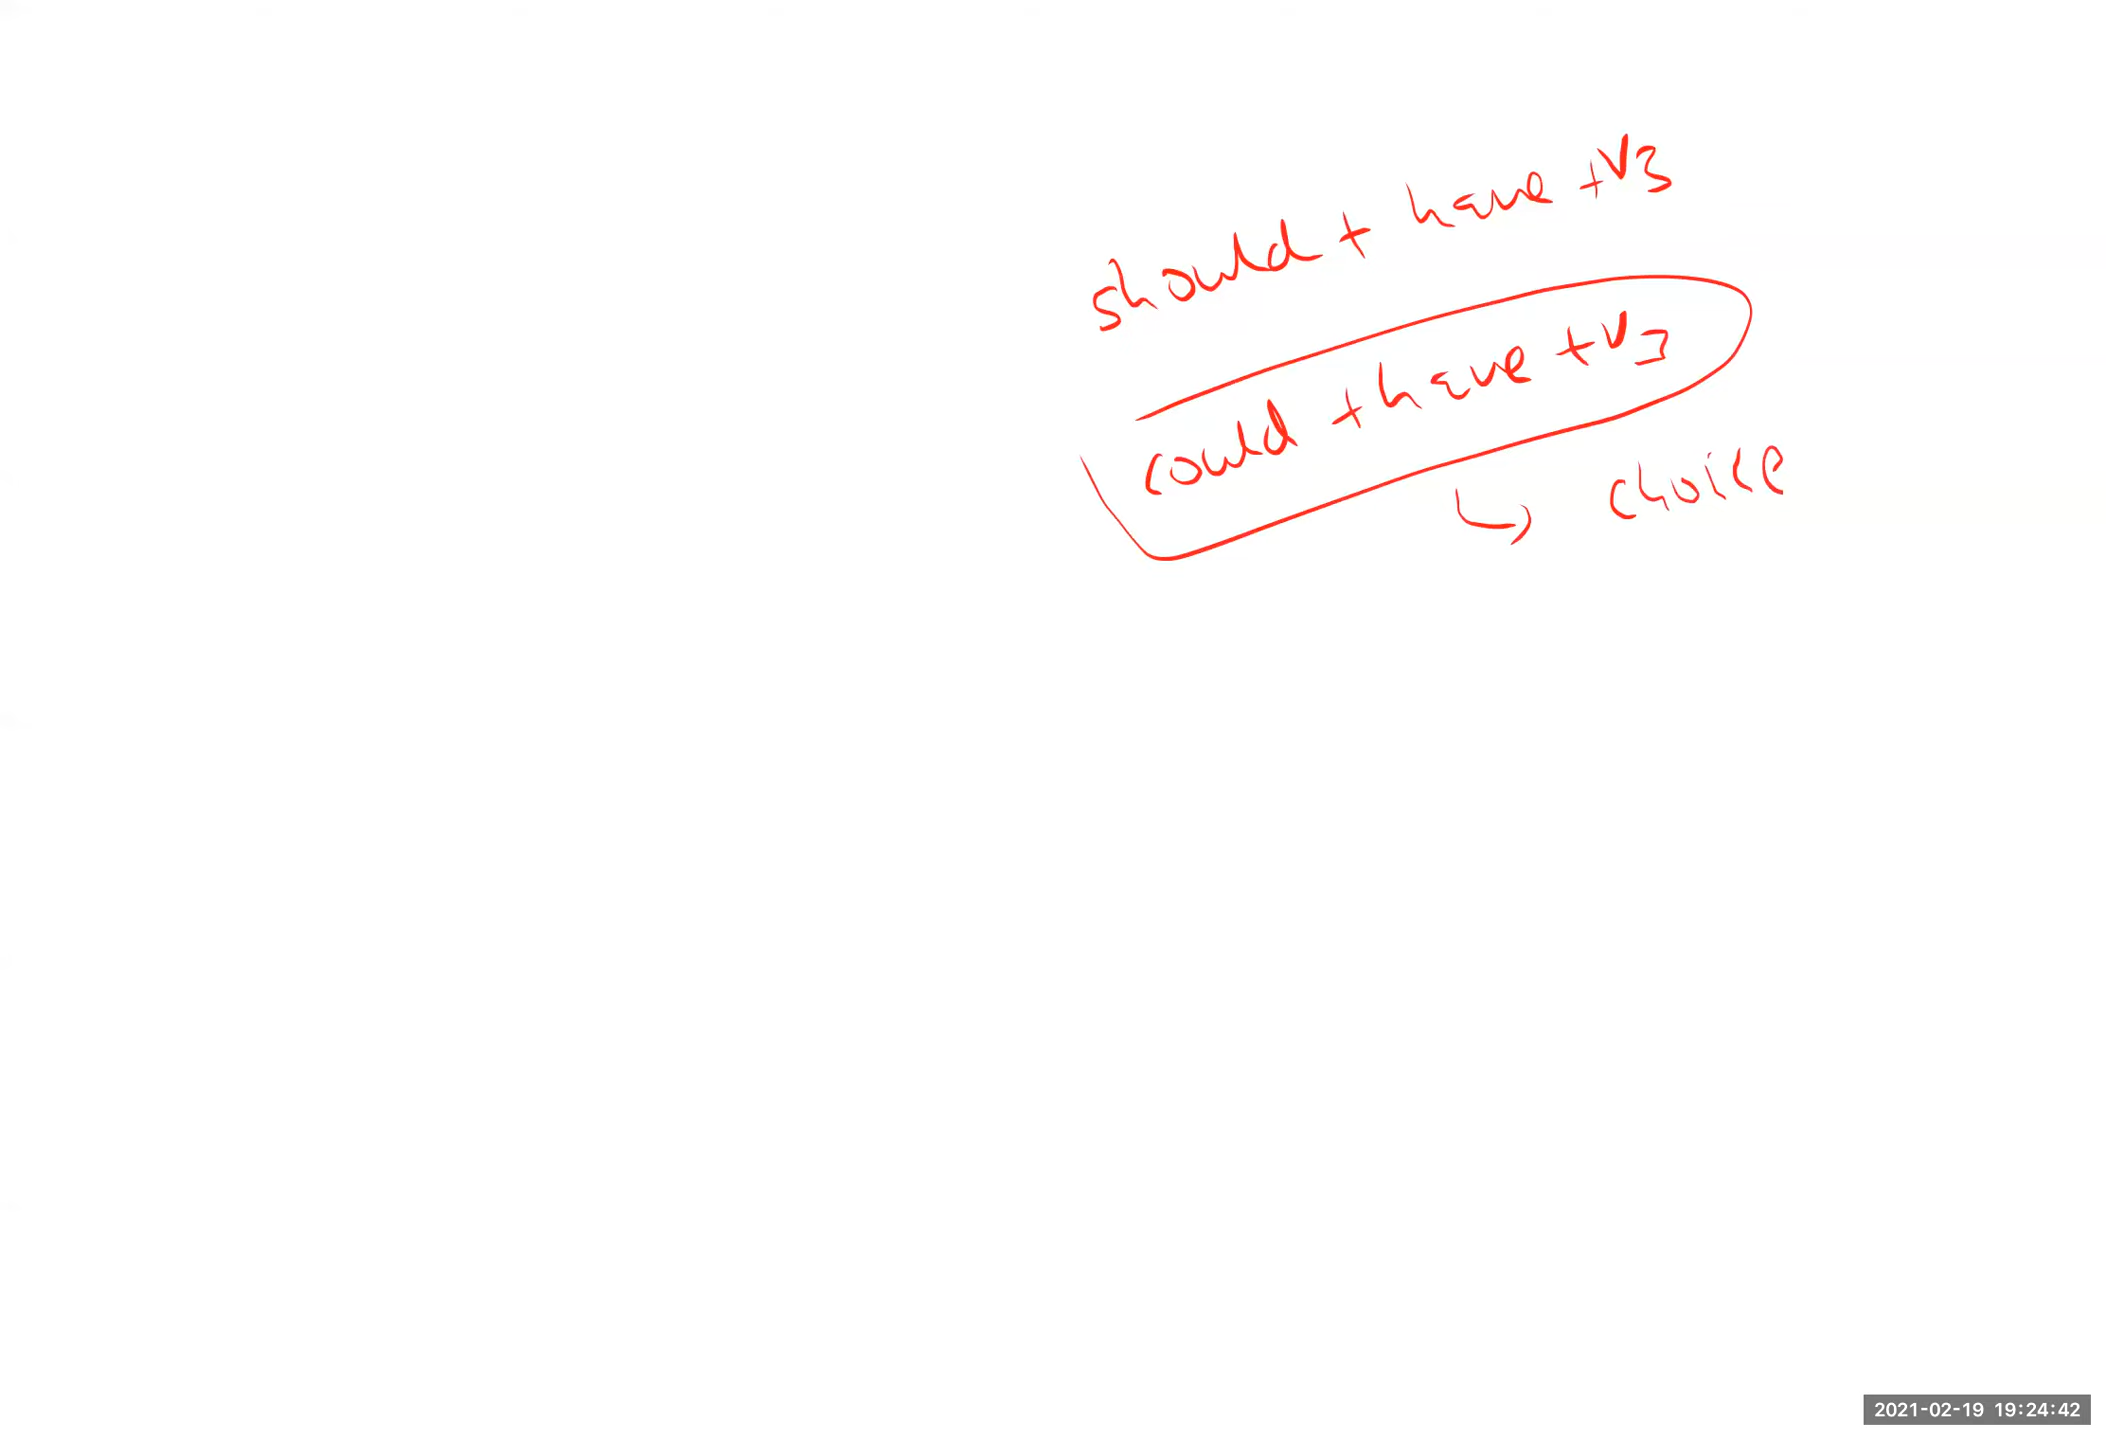 should + have + V3
could + have + V3
choice
2021-02-19 19:24:42